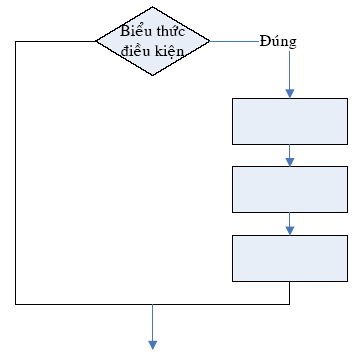 Biểu thức
điều kiện
Đúng